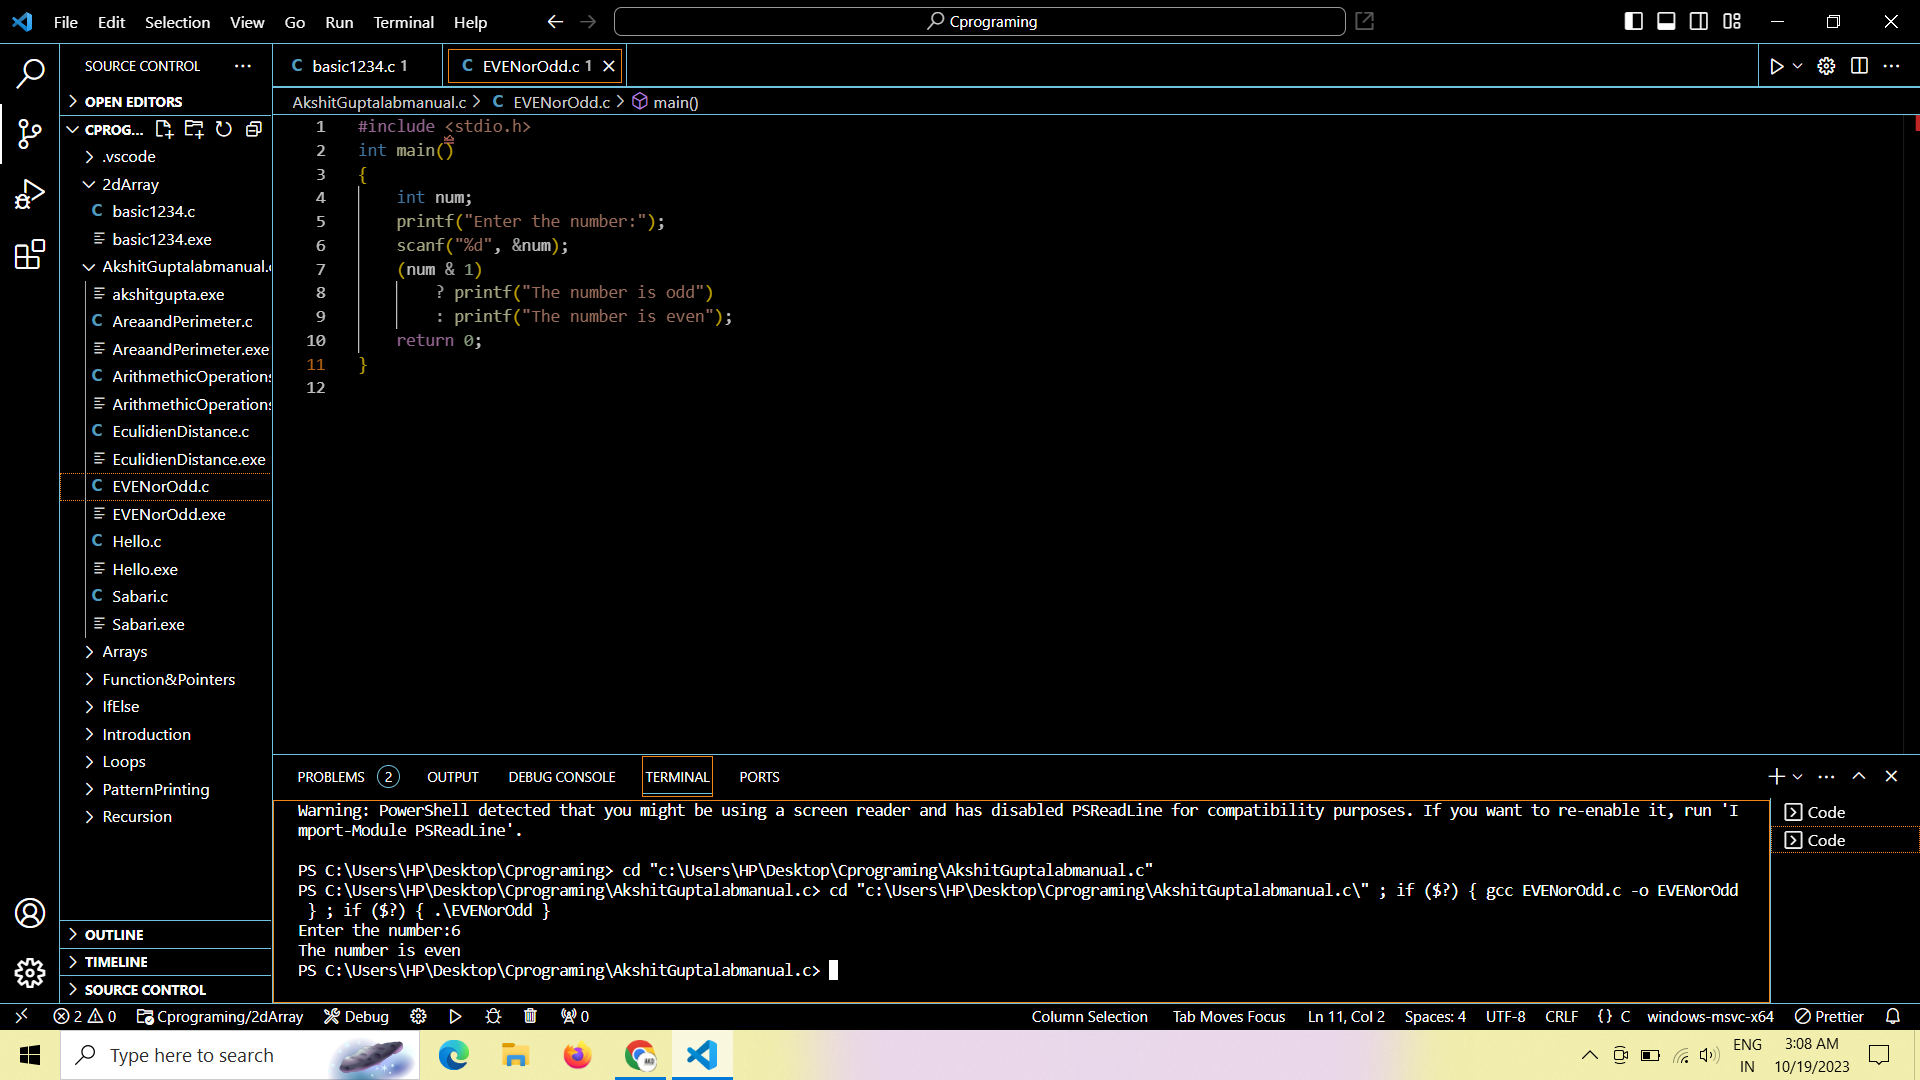 File Edit Selection View Go Run Terminal Help
Cprograming
SOURCE CONTROL
basic1234.c 1
EVENorOdd.c 1
OPEN EDITORS
AkshitGuptalabmanual.c > C EVENorOdd.c > main()
CPROG...
.vscode
2dArray
C basic1234.c
basic1234.exe
AkshitGuptalabmanual.c
akshitgupta.exe
C AreaandPerimeter.c
AreaandPerimeter.exe
C ArithmethicOperations
ArithmethicOperations
C EculidienDistance.c
EculidienDistance.exe
C EVENorOdd.c
EVENorOdd.exe
C Hello.c
Hello.exe
C Sabari.c
Sabari.exe
Arrays
Function&Pointers
IfElse
Introduction
Loops
PatternPrinting
Recursion
OUTLINE
TIMELINE
SOURCE CONTROL
1 #include <stdio.h>
2 int main()
3 {
4 int num;
5 printf("Enter the number:");
6 scanf("%d", &num);
7 (num & 1)
8 ? printf("The number is odd")
9 : printf("The number is even");
10 return 0;
11 }
12
PROBLEMS 2 OUTPUT DEBUG CONSOLE TERMINAL PORTS
Warning: PowerShell detected that you might be using a screen reader and has disabled PSReadLine for compatibility purposes. If you want to re-enable it, run 'I
mport-Module PSReadLine'.
PS C:\Users\HP\Desktop\Cprograming> cd "c:\Users\HP\Desktop\Cprograming\AkshitGuptalabmanual.c"
PS C:\Users\HP\Desktop\Cprograming\AkshitGuptalabmanual.c> cd "c:\Users\HP\Desktop\Cprograming\AkshitGuptalabmanual.c\" ; if ($?) { gcc EVENorOdd.c -o EVENorOdd
} ; if ($?) { .\EVENorOdd }
Enter the number:6
The number is even
PS C:\Users\HP\Desktop\Cprograming\AkshitGuptalabmanual.c>
Code
Code
2 0 Cprograming/2dArray Debug 0 Column Selection Tab Moves Focus Ln 11, Col 2 Spaces: 4 UTF-8 CRLF {} C windows-msvc-x64 Prettier
Type here to search
ENG
IN
3:08 AM
10/19/2023